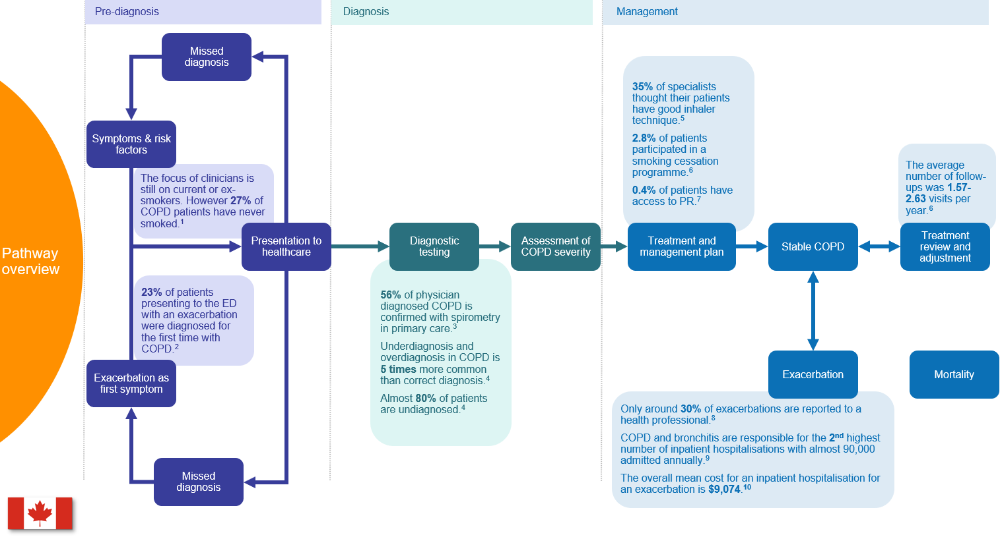 Pre-diagnosis
Diagnosis
Management
Pathway
overview
Missed
diagnosis
Symptoms & risk
factors
The focus of clinicians is
still on current or ex-
smokers. However 27% of
COPD patients have never
smoked.1
Presentation to
healthcare
23% of patients
presenting to the ED
with an exacerbation
were diagnosed for
the first time with
COPD.2
Exacerbation as
first symptom
Missed
diagnosis
Diagnostic
testing
56% of physician
diagnosed COPD is
confirmed with spirometry
in primary care.3
Underdiagnosis and
overdiagnosis in COPD is
5 times more common
than correct diagnosis.4
Almost 80% of patients
are undiagnosed.4
Assessment of
COPD severity
35% of specialists
thought their patients
have good inhaler
technique.5
2.8% of patients
participated in a
smoking cessation
programme.6
0.4% of patients have
access to PR.7
Treatment and
management plan
Stable COPD
The average
number of follow-
ups was 1.57-
2.63 visits per
year.6
Treatment
review and
adjustment
Exacerbation
Mortality
Only around 30% of exacerbations are reported to a
health professional.8
COPD and bronchitis are responsible for the 2nd highest
number of inpatient hospitalisations with almost 90,000
admitted annually.9
The overall mean cost for an inpatient hospitalisation for
an exacerbation is $9,074.10